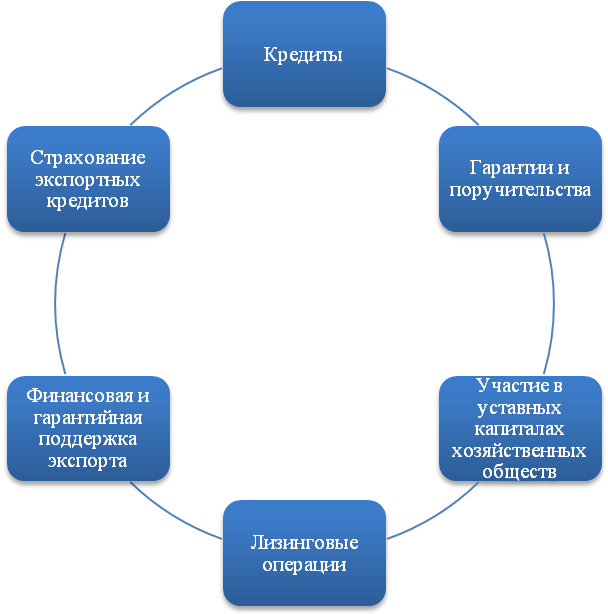 Кредиты
Гарантии и
поручительства
Участие в
уставных
капиталах
хозяйственных
обществ
Лизинговые
операции
Финансовая и
гарантийная
поддержка
экспорта
Страхование
экспортных
кредитов